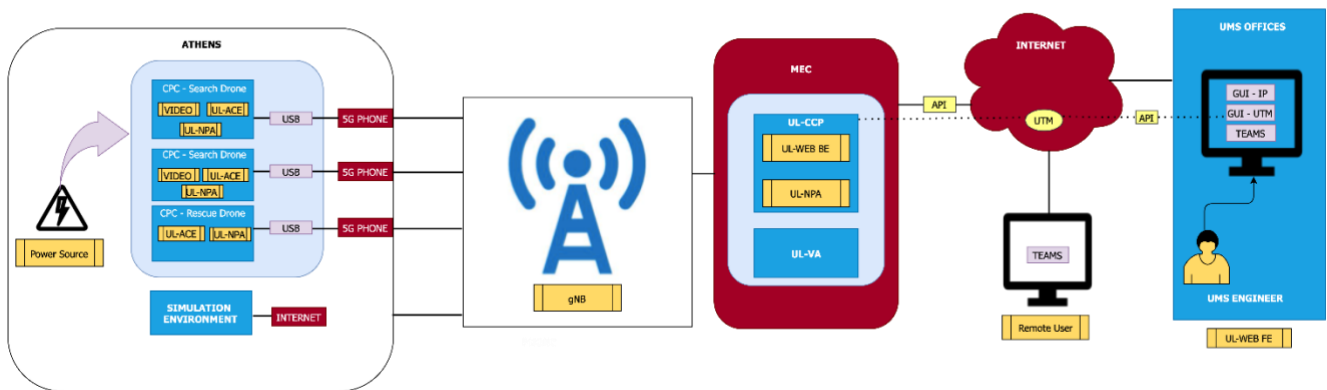 ATHENS
CPC - Search Drone
VIDEO
UL-ACE
UL-NPA
USB
5G PHONE
CPC - Search Drone
VIDEO
UL-ACE
UL-NPA
USB
5G PHONE
CPC - Rescue Drone
UL-ACE
UL-NPA
USB
5G PHONE
Power Source
SIMULATION
ENVIRONMENT
INTERNET
gNB
MEC
UL-CCP
UL-WEB BE
UL-NPA
UL-VA
API
INTERNET
UTM
API
TEAMS
Remote User
UMS OFFICES
GUI - IP
GUI - UTM
TEAMS
UMS ENGINEER
UL-WEB FE